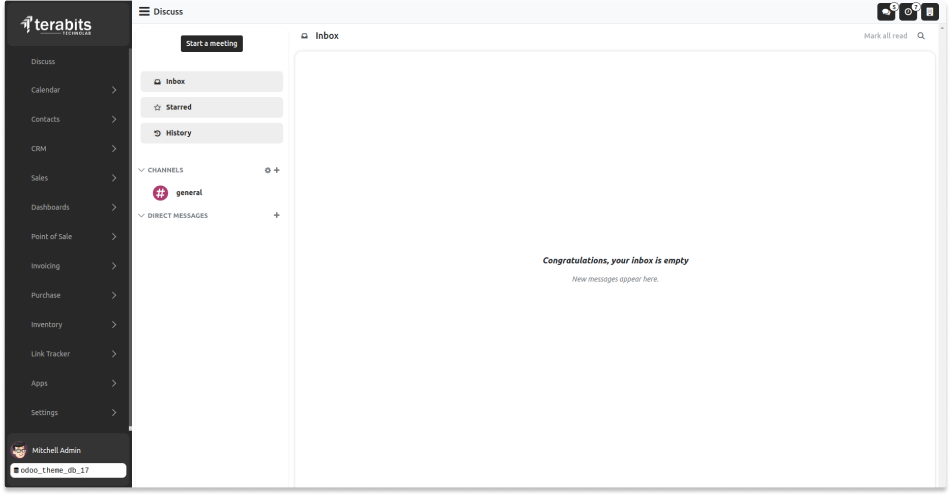 terabits
TECHNOLAB
Discuss
5
7
Start a meeting
Inbox
Mark all read
Discuss
Calendar
Contacts
CRM
Sales
Dashboards
Point of Sale
Invoicing
Purchase
Inventory
Link Tracker
Apps
Settings
Mitchell Admin
odoo_theme_db_17
Inbox
Starred
History
CHANNELS
general
DIRECT MESSAGES
Congratulations, your inbox is empty
New messages appear here.